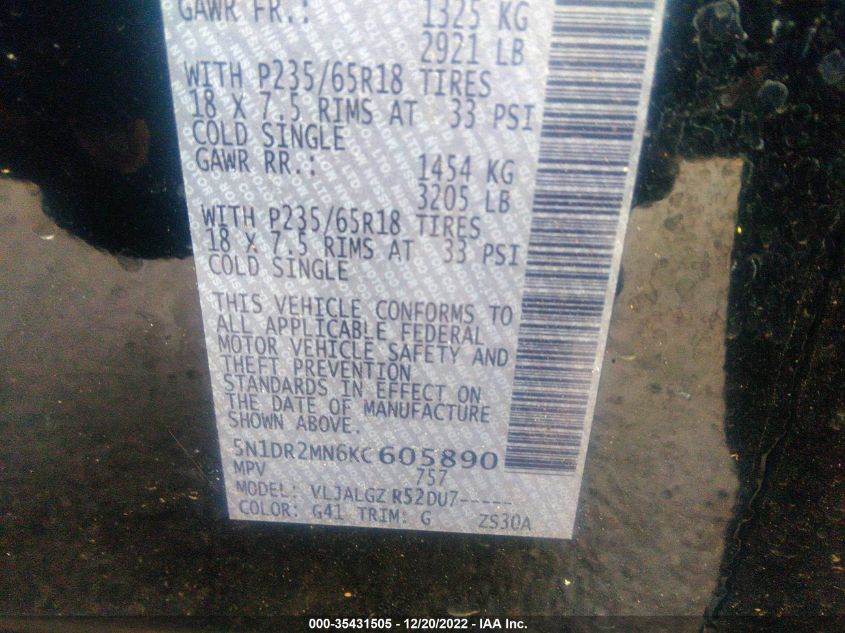 GAWR FR.: 1325 KG
2921 LB
WITH P235/65R18 TIRES
18 X 7.5 RIMS AT 33 PSI
COLD SINGLE
GAWR RR.: 1454 KG
3205 LB
WITH P235/65R18 TIRES
18 X 7.5 RIMS AT 33 PSI
COLD SINGLE
THIS VEHICLE CONFORMS TO
ALL APPLICABLE FEDERAL
MOTOR VEHICLE SAFETY AND
THEFT PREVENTION
STANDARDS IN EFFECT ON
THE DATE OF MANUFACTURE
SHOWN ABOVE.
5N1DR2MN6KC605890
MPV 757
MODEL: VLJALGZ R52DU7-----
COLOR: G41 TRIM: G ZS30A
000-35431505 - 12/20/2022 - IAA Inc.